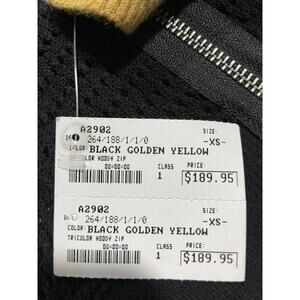 A2902
SIZE:
264/188/1/1/0
-XS-
COLOR: BLACK GOLDEN YELLOW
TRICOLOR HOODY ZIP
CLASS
PRICE:
00:00:00
1
$189.95
A2902
SIZE:
264/188/1/1/0
-XS-
COLOR: BLACK GOLDEN YELLOW
TRICOLOR HOODY ZIP
CLASS
PRICE:
00:00:00
1
$189.95